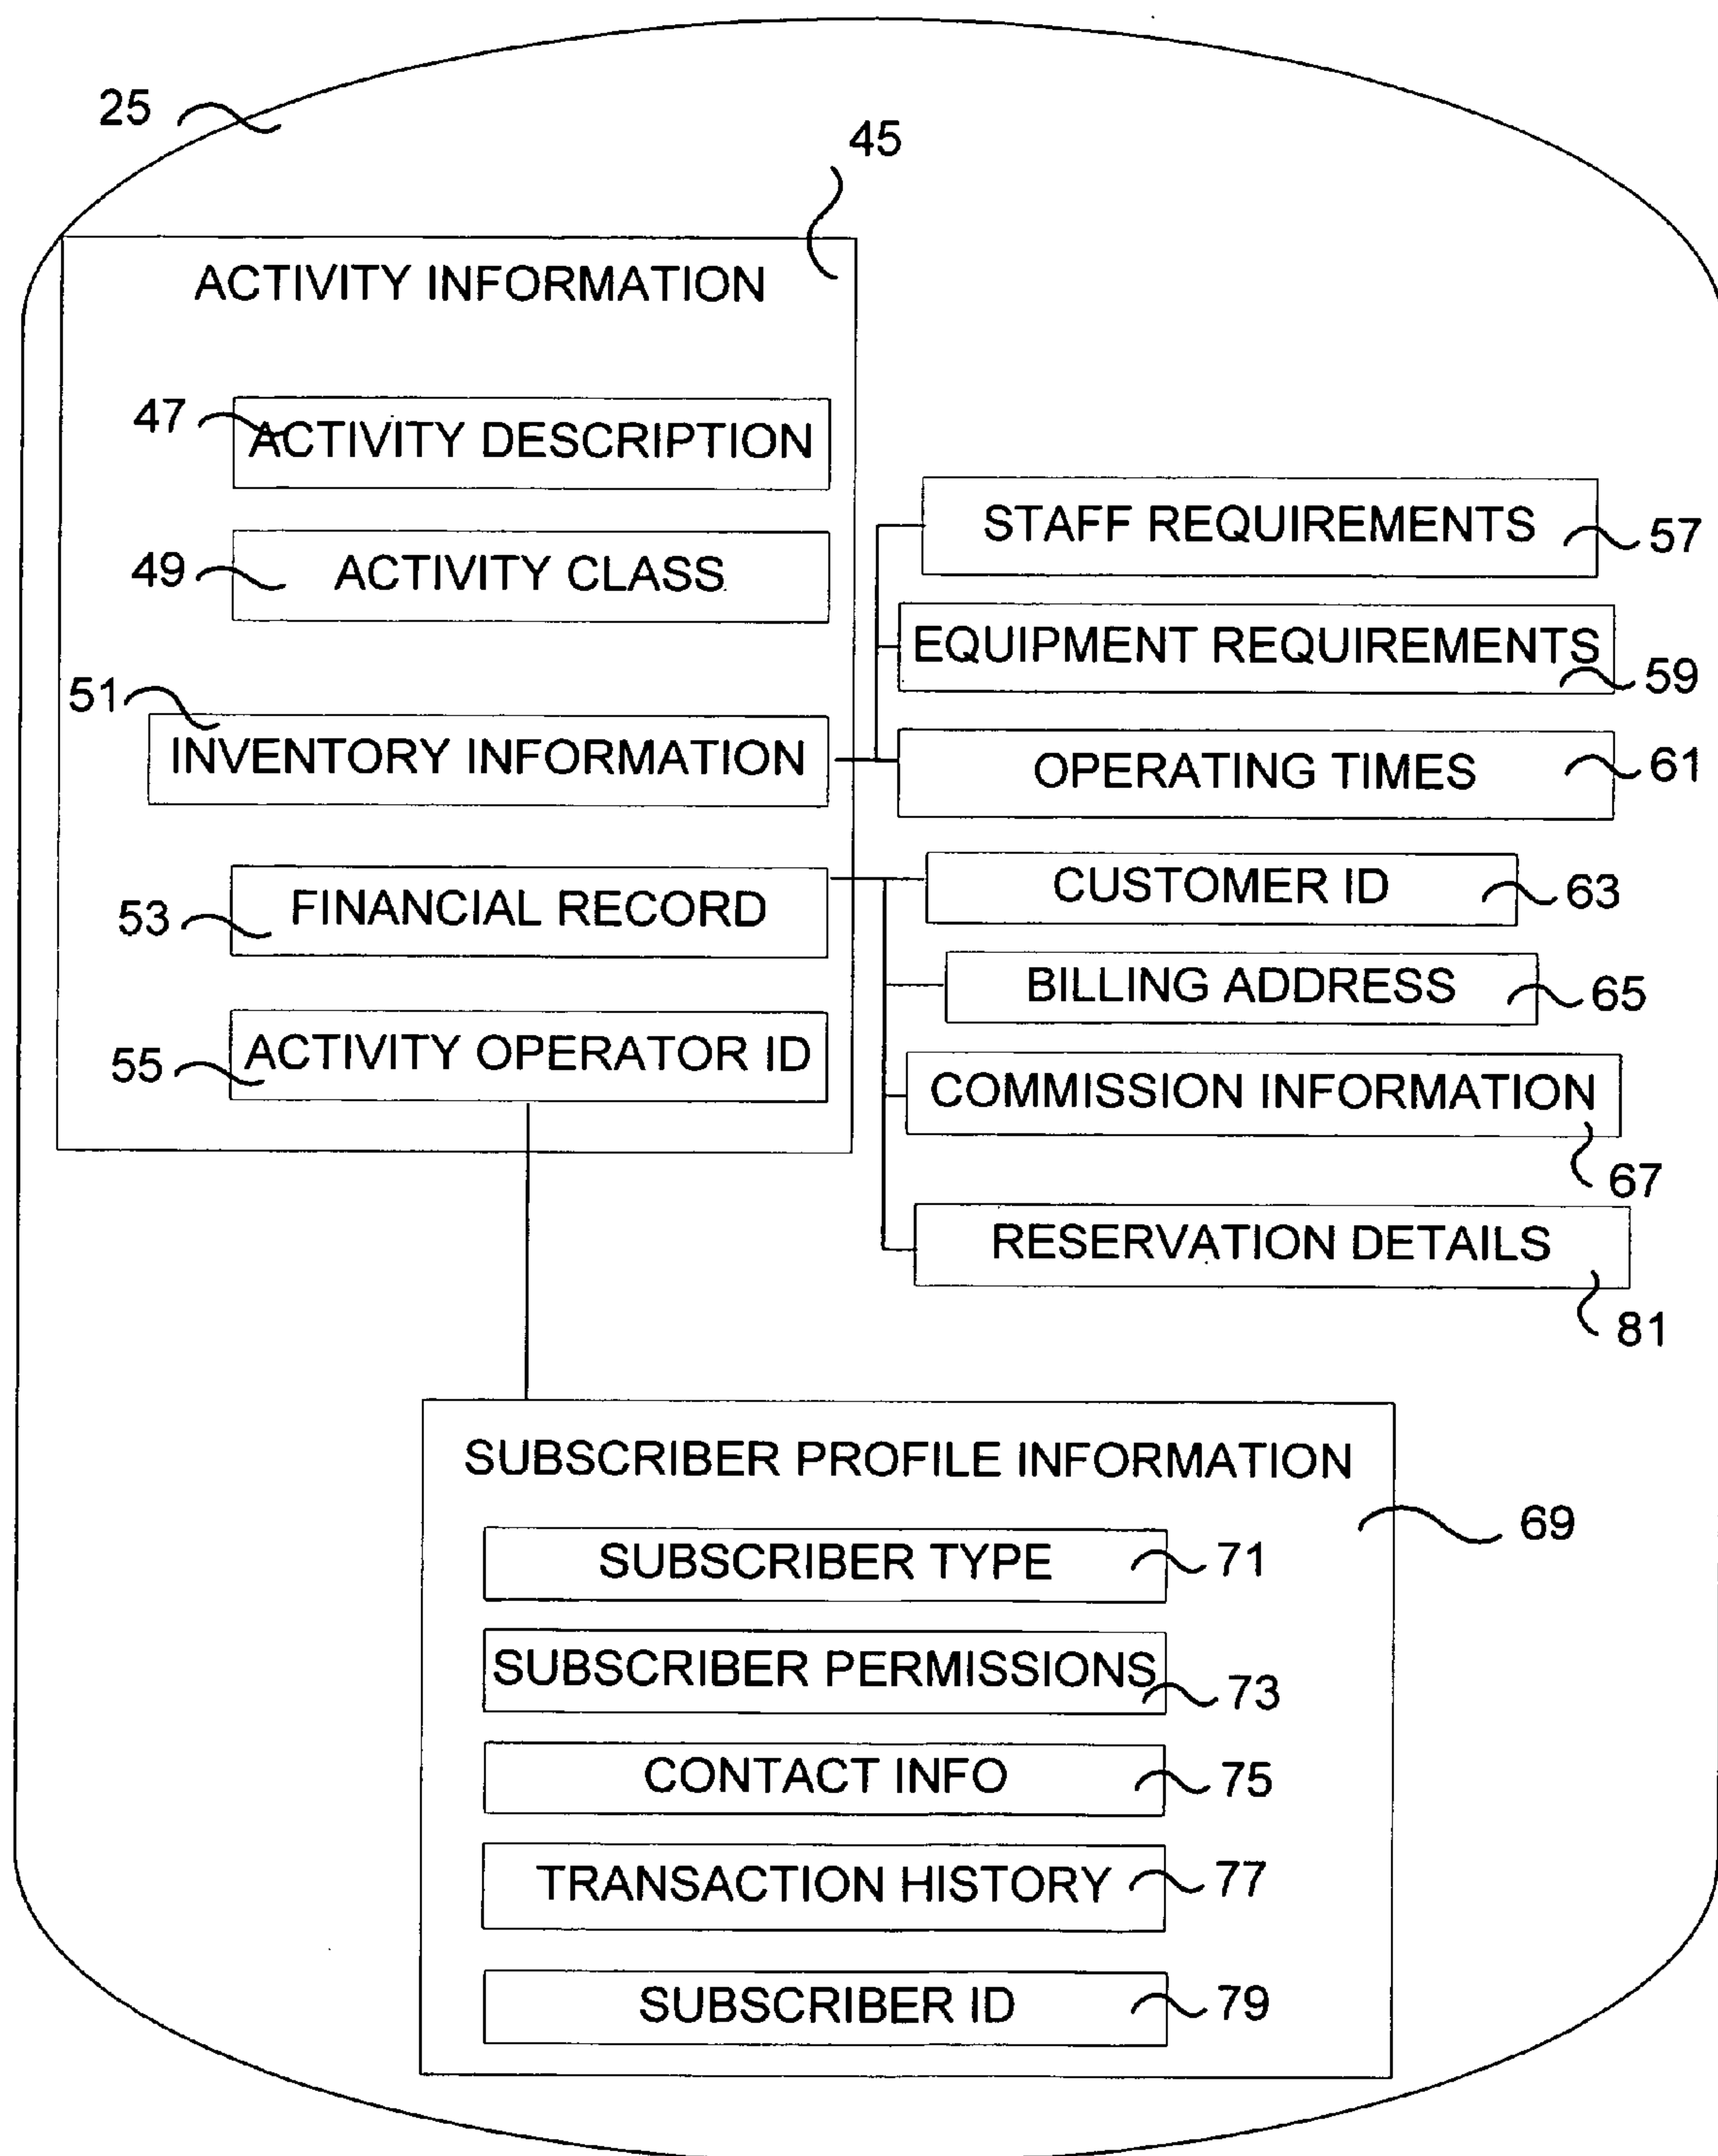 25
45
ACTIVITY INFORMATION
47
ACTIVITY DESCRIPTION
49
ACTIVITY CLASS
51
INVENTORY INFORMATION
53
FINANCIAL RECORD
55
ACTIVITY OPERATOR ID
STAFF REQUIREMENTS
57
EQUIPMENT REQUIREMENTS
59
OPERATING TIMES
61
CUSTOMER ID
63
BILLING ADDRESS
65
COMMISSION INFORMATION
67
RESERVATION DETAILS
81
SUBSCRIBER PROFILE INFORMATION
69
SUBSCRIBER TYPE
71
SUBSCRIBER PERMISSIONS
73
CONTACT INFO
75
TRANSACTION HISTORY
77
SUBSCRIBER ID
79